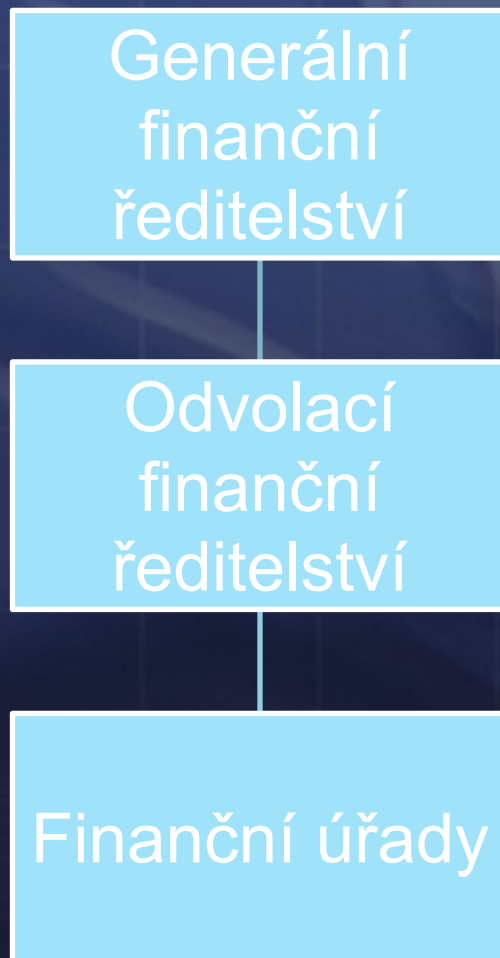 Generální
finanční
ředitelství
Odvolací
finanční
ředitelství
Finanční úřady